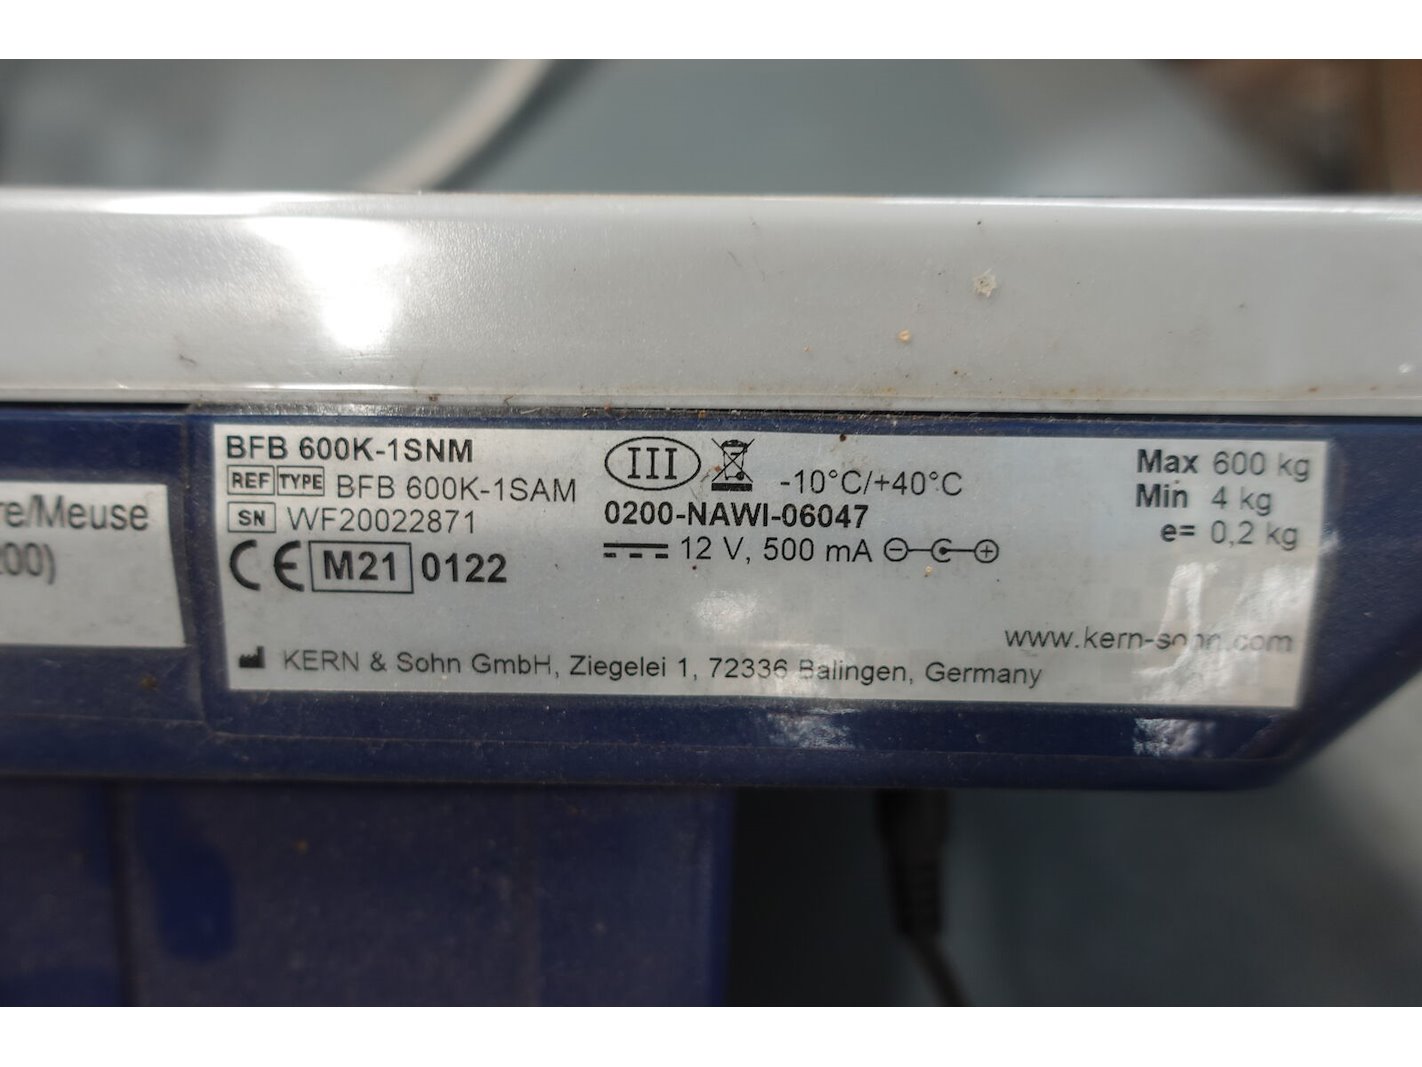 re/Meuse
00)
BFB 600K-1SNM
REF TYPE BFB 600K-1SAM
SN WF20022871
CE M21 0122
III -10°C/+40°C
0200-NAWI-06047
12 V, 500 mA
Max 600 kg
Min 4 kg
e= 0,2 kg
www.kern-sohn.com
KERN & Sohn GmbH, Ziegelei 1, 72336 Balingen, Germany